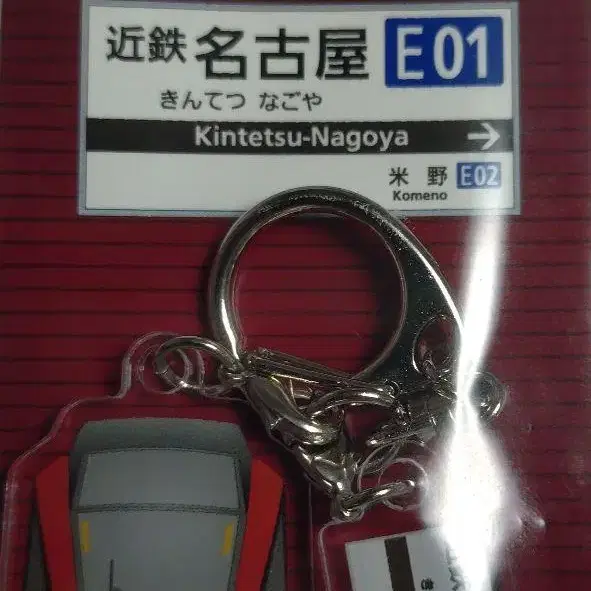 近鉄 名古屋 E01
きんてつ なごや
Kintetsu-Nagoya →
米野 E02
Komeno